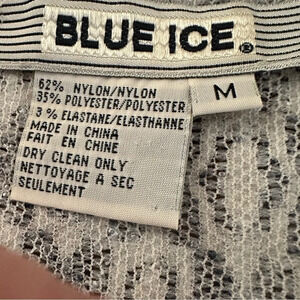 BLUE ICE®
M
62% NYLON/NYLON
35% POLYESTER/POLYESTER
3% ELASTANE/ELASTHANNE
MADE IN CHINA
FAIT EN CHINE
DRY CLEAN ONLY
NETTOYAGE A SEC
SEULEMENT